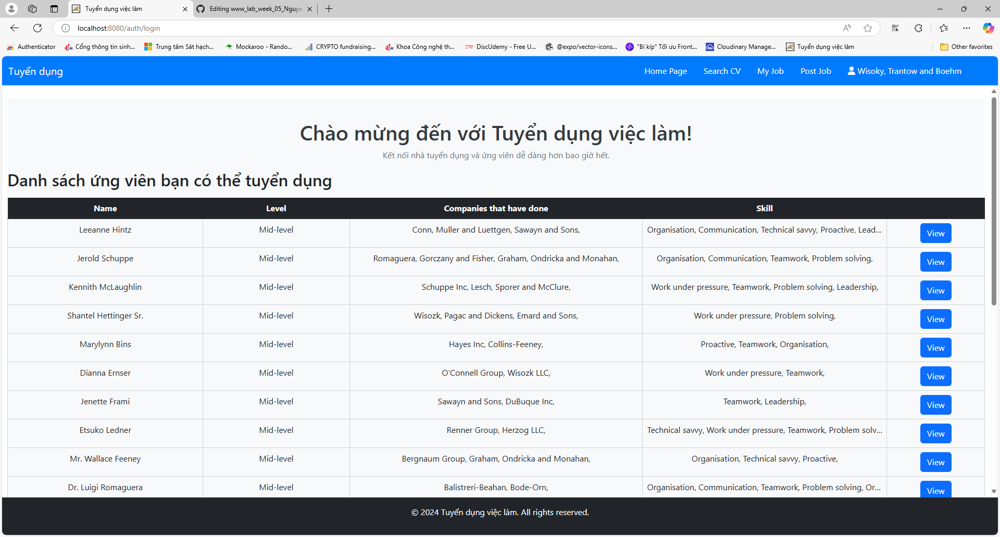 Tuyển dụng việc làm
Editing www_lab_week_05_Nguye
localhost:8080/auth/login
Authenticator Cổng thông tin sinh... Trung tâm Sát hạch... Mockaroo - Rando... CRYPTO fundraising... Khoa Công nghệ th... DU DiscUdemy - Free U... @expo/vector-icons... "Bí kíp" Tối ưu Front... Cloudinary Manage... Tuyển dụng việc làm Other favorites
Tuyển dụng Home Page Search CV My Job Post Job Wisoky, Trantow and Boehm
Chào mừng đến với Tuyển dụng việc làm!
Kết nối nhà tuyển dụng và ứng viên dễ dàng hơn bao giờ hết.
Danh sách ứng viên bạn có thể tuyển dụng
Name Level Companies that have done Skill
Leeanne Hintz Mid-level Conn, Muller and Luettgen, Sawayn and Sons, Organisation, Communication, Technical savvy, Proactive, Lead... View
Jerold Schuppe Mid-level Romaguera, Gorczany and Fisher, Graham, Ondricka and Monahan, Organisation, Communication, Teamwork, Problem solving, View
Kennith McLaughlin Mid-level Schuppe Inc, Lesch, Sporer and McClure, Work under pressure, Teamwork, Problem solving, Leadership, View
Shantel Hettinger Sr. Mid-level Wisozk, Pagac and Dickens, Emard and Sons, Work under pressure, Problem solving, View
Marylynn Bins Mid-level Hayes Inc, Collins-Feeney, Proactive, Teamwork, Organisation, View
Dianna Ernser Mid-level O'Connell Group, Wisozk LLC, Work under pressure, Teamwork, View
Jenette Frami Mid-level Sawayn and Sons, DuBuque Inc, Teamwork, Leadership, View
Etsuko Ledner Mid-level Renner Group, Herzog LLC, Technical savvy, Work under pressure, Teamwork, Problem solv... View
Mr. Wallace Feeney Mid-level Bergnaum Group, Graham, Ondricka and Monahan, Organisation, Technical savvy, Proactive, View
Dr. Luigi Romaguera Mid-level Balistreri-Beahan, Bode-Orn, Organisation, Communication, Teamwork, Problem solving, Or... View
© 2024 Tuyển dụng việc làm. All rights reserved.